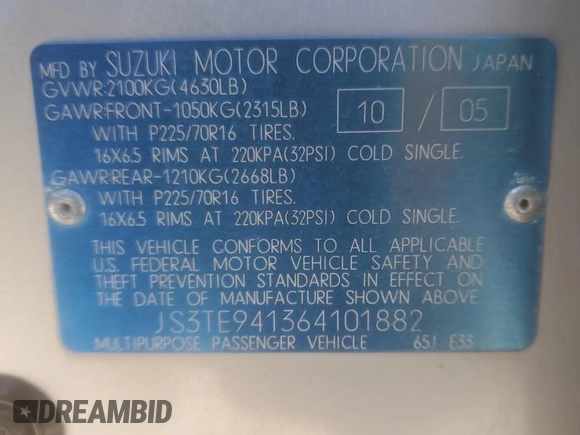 MFD BY SUZUKI MOTOR CORPORATION JAPAN
GVWR:2100KG(4630LB)
GAWR:FRONT-1050KG(2315LB)
10 / 05
WITH P225/70R16 TIRES.
16X6.5 RIMS AT 220KPA(32PSI) COLD SINGLE.
GAWR:REAR-1210KG(2668LB)
WITH P225/70R16 TIRES.
16X6.5 RIMS AT 220KPA(32PSI) COLD SINGLE.
THIS VEHICLE CONFORMS TO ALL APPLICABLE
U.S. FEDERAL MOTOR VEHICLE SAFETY AND
THEFT PREVENTION STANDARDS IN EFFECT ON
THE DATE OF MANUFACTURE SHOWN ABOVE.
JS3TE941364101882
MULTIPURPOSE PASSENGER VEHICLE 65J E33
DREAMBID